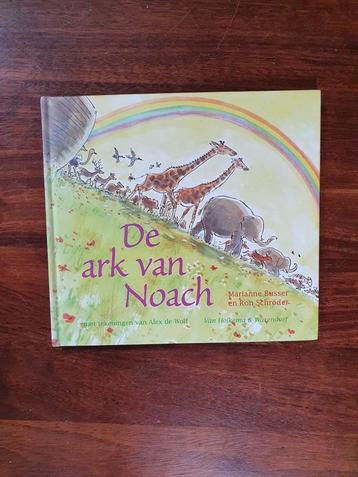 De
ark van
Noach
Marianne Busser
en Ron Schröder
met tekeningen van Alex de Wolf
Van Holkema & Warendorf